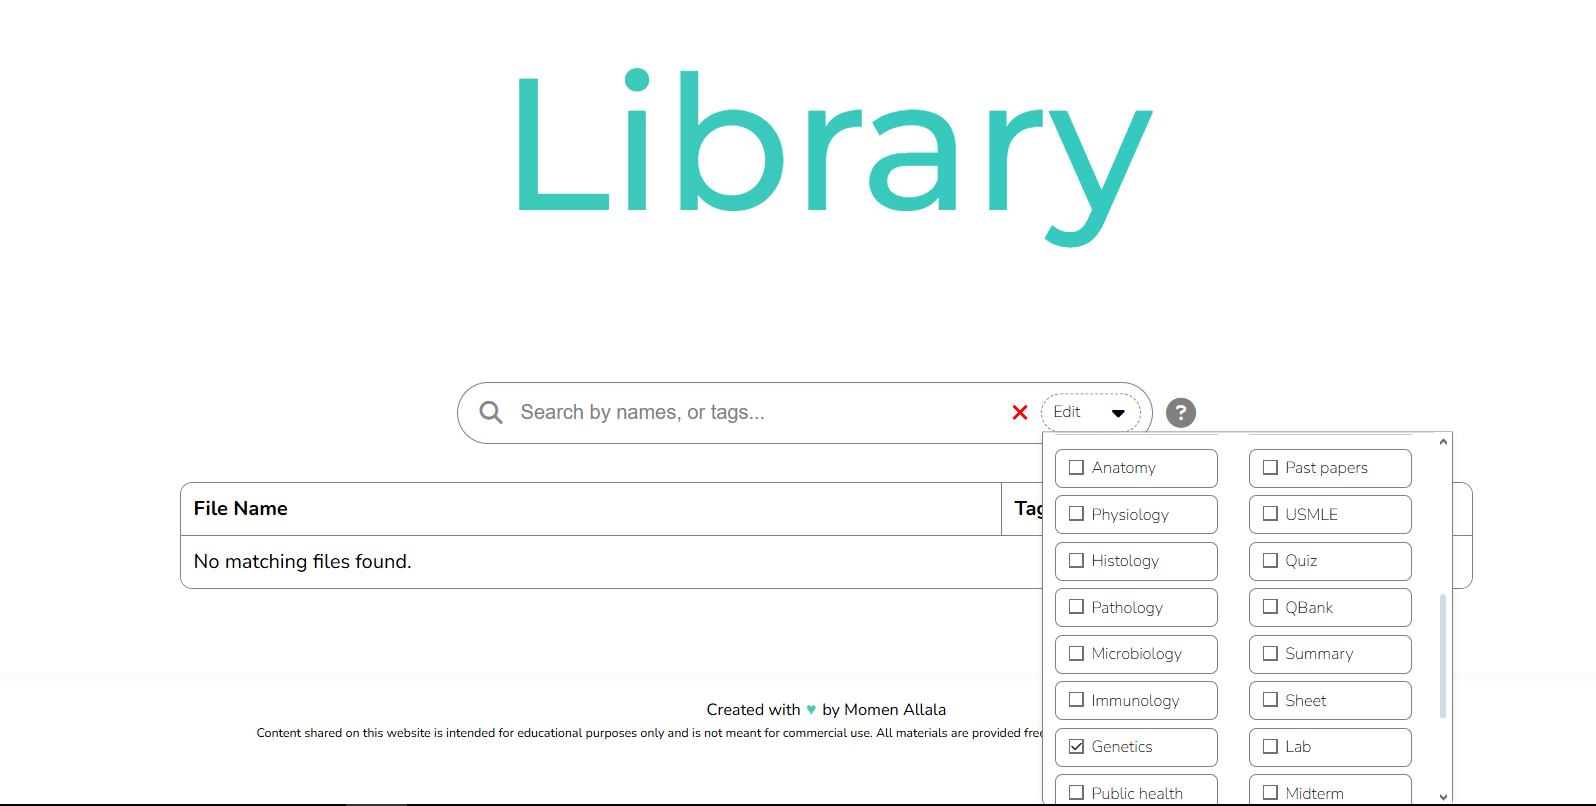 Library
Search by names, or tags...
Edit
?
File Name
No matching files found.
Anatomy
Past papers
Physiology
USMLE
Histology
Quiz
Pathology
QBank
Microbiology
Summary
Immunology
Sheet
Genetics
Lab
Public health
Midterm
Created with ♥ by Momen Allala
Content shared on this website is intended for educational purposes only and is not meant for commercial use. All materials are provided